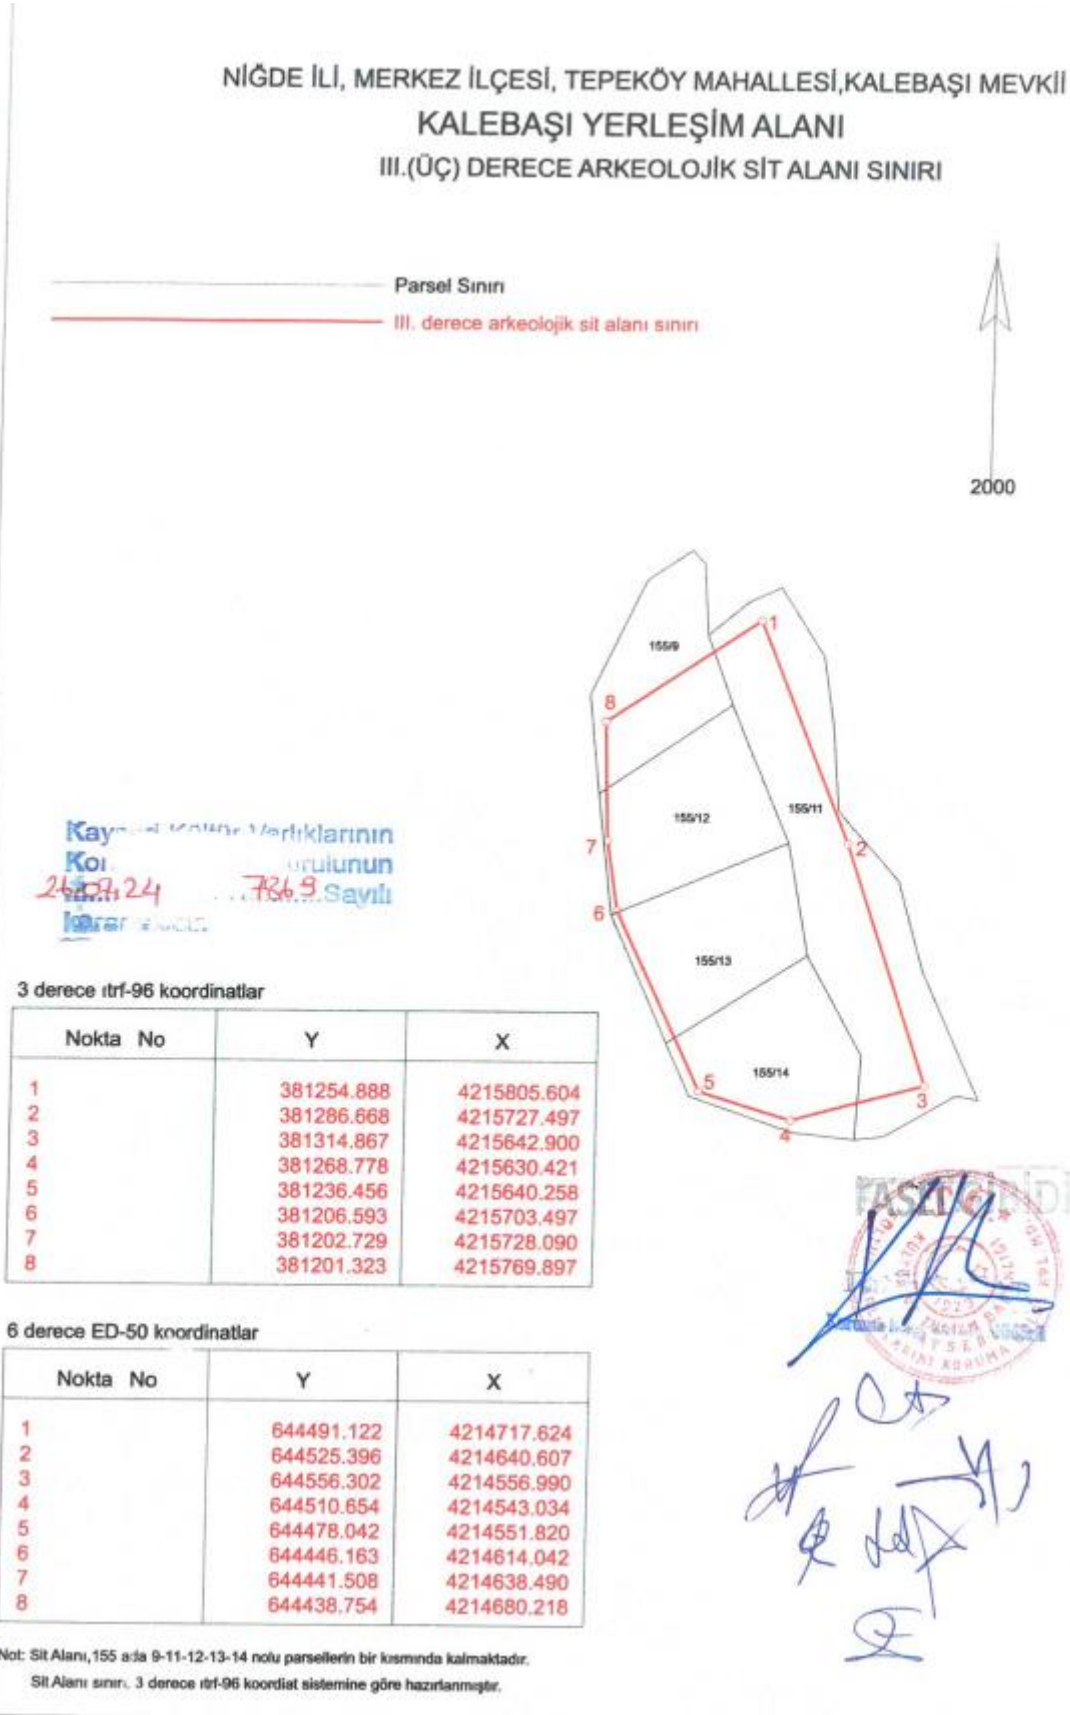 NİĞDE İLİ, MERKEZ İLÇESİ, TEPEKÖY MAHALLESİ,KALEBAŞI MEVKİİ
KALEBAŞI YERLEŞİM ALANI
III.(ÜÇ) DERECE ARKEOLOJİK SİT ALANI SINIRI
Parsel Sınırı
III. derece arkeolojik sit alanı sınırı
2000
1
155/9
8
155/11
155/12
7
2
6
155/13
155/14
5
3
4
Kültür Varlıklarının
7869 Sayılı
3 derece ıtrf-96 koordinatlar
Nokta No Y X
1 381254.888 4215805.604
2 381286.668 4215727.497
3 381314.867 4215642.900
4 381268.778 4215630.421
5 381236.456 4215640.258
6 381206.593 4215703.497
7 381202.729 4215728.090
8 381201.323 4215769.897
ASLI
1923
6 derece ED-50 koordinatlar
Nokta No Y X
1 644491.122 4214717.624
2 644525.396 4214640.607
3 644556.302 4214556.990
4 644510.654 4214543.034
5 644478.042 4214551.820
6 644446.163 4214614.042
7 644441.508 4214638.490
8 644438.754 4214680.218
Not: Sit Alanı,155 ada 9-11-12-13-14 nolu parsellerin bir kısmında kalmaktadır.
Sit Alanı sınırı, 3 derece ıtrf-96 koordiat sistemine göre hazırlanmıştır.